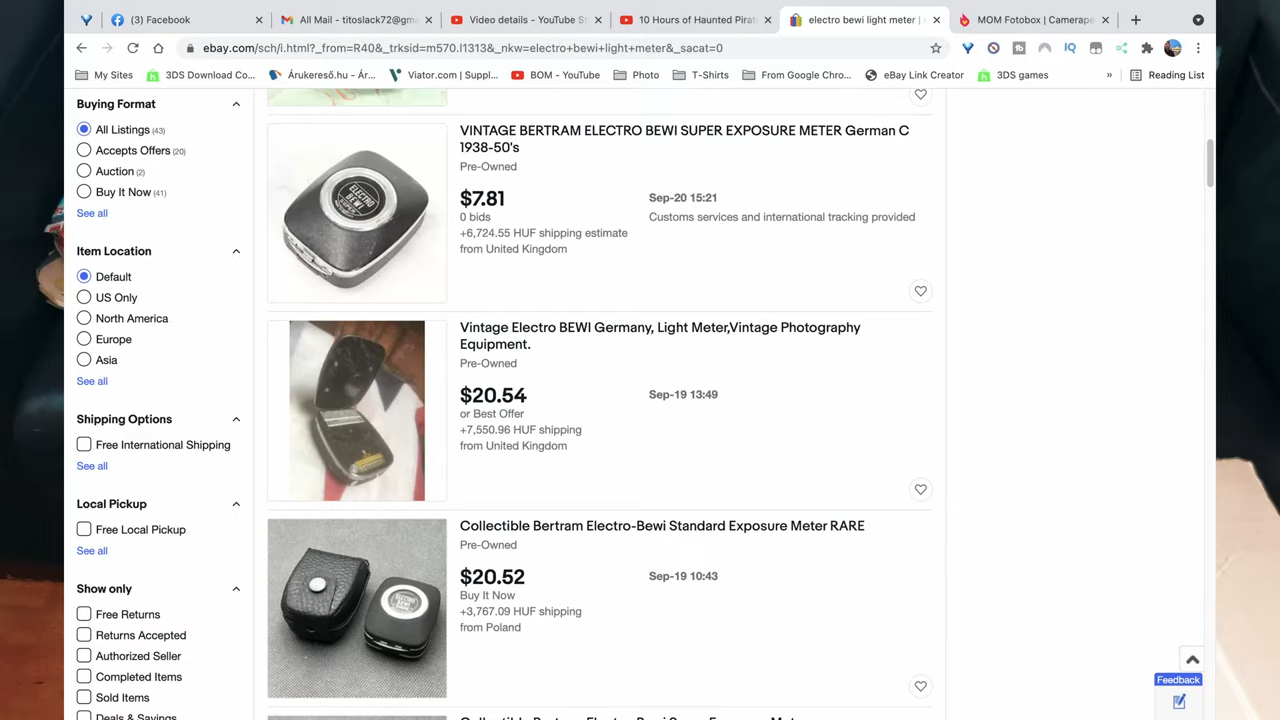 (3) Facebook
All Mail - titoslack72@gm
Video details - YouTube S
10 Hours of Haunted Pirat
electro bewi light meter |
MOM Fotobox | Camerape
ebay.com/sch/i.html?_from=R40&_trksid=m570.l1313&_nkw=electro+bewi+light+meter&_sacat=0
My Sites
3DS Download Co...
Árukereső.hu - Ár...
Viator.com | Suppl...
BOM - YouTube
Photo
T-Shirts
From Google Chro...
eBay Link Creator
3DS games
»
Reading List
Buying Format
All Listings (43)
Accepts Offers (20)
Auction (2)
Buy It Now (41)
See all
Item Location
Default
US Only
North America
Europe
Asia
See all
Shipping Options
Free International Shipping
See all
Local Pickup
Free Local Pickup
See all
Show only
Free Returns
Returns Accepted
Authorized Seller
Completed Items
Sold Items
Deals & Savings
VINTAGE BERTRAM ELECTRO BEWI SUPER EXPOSURE METER German C
1938-50's
Pre-Owned
$7.81
Sep-20 15:21
0 bids
Customs services and international tracking provided
+6,724.55 HUF shipping estimate
from United Kingdom
ELECTRO
BEWI
Vintage Electro BEWI Germany, Light Meter,Vintage Photography
Equipment.
Pre-Owned
$20.54
Sep-19 13:49
or Best Offer
+7,550.96 HUF shipping
from United Kingdom
Collectible Bertram Electro-Bewi Standard Exposure Meter RARE
Pre-Owned
$20.52
Sep-19 10:43
Buy It Now
+3,767.09 HUF shipping
from Poland
ELECTRO
BEWI
Feedback